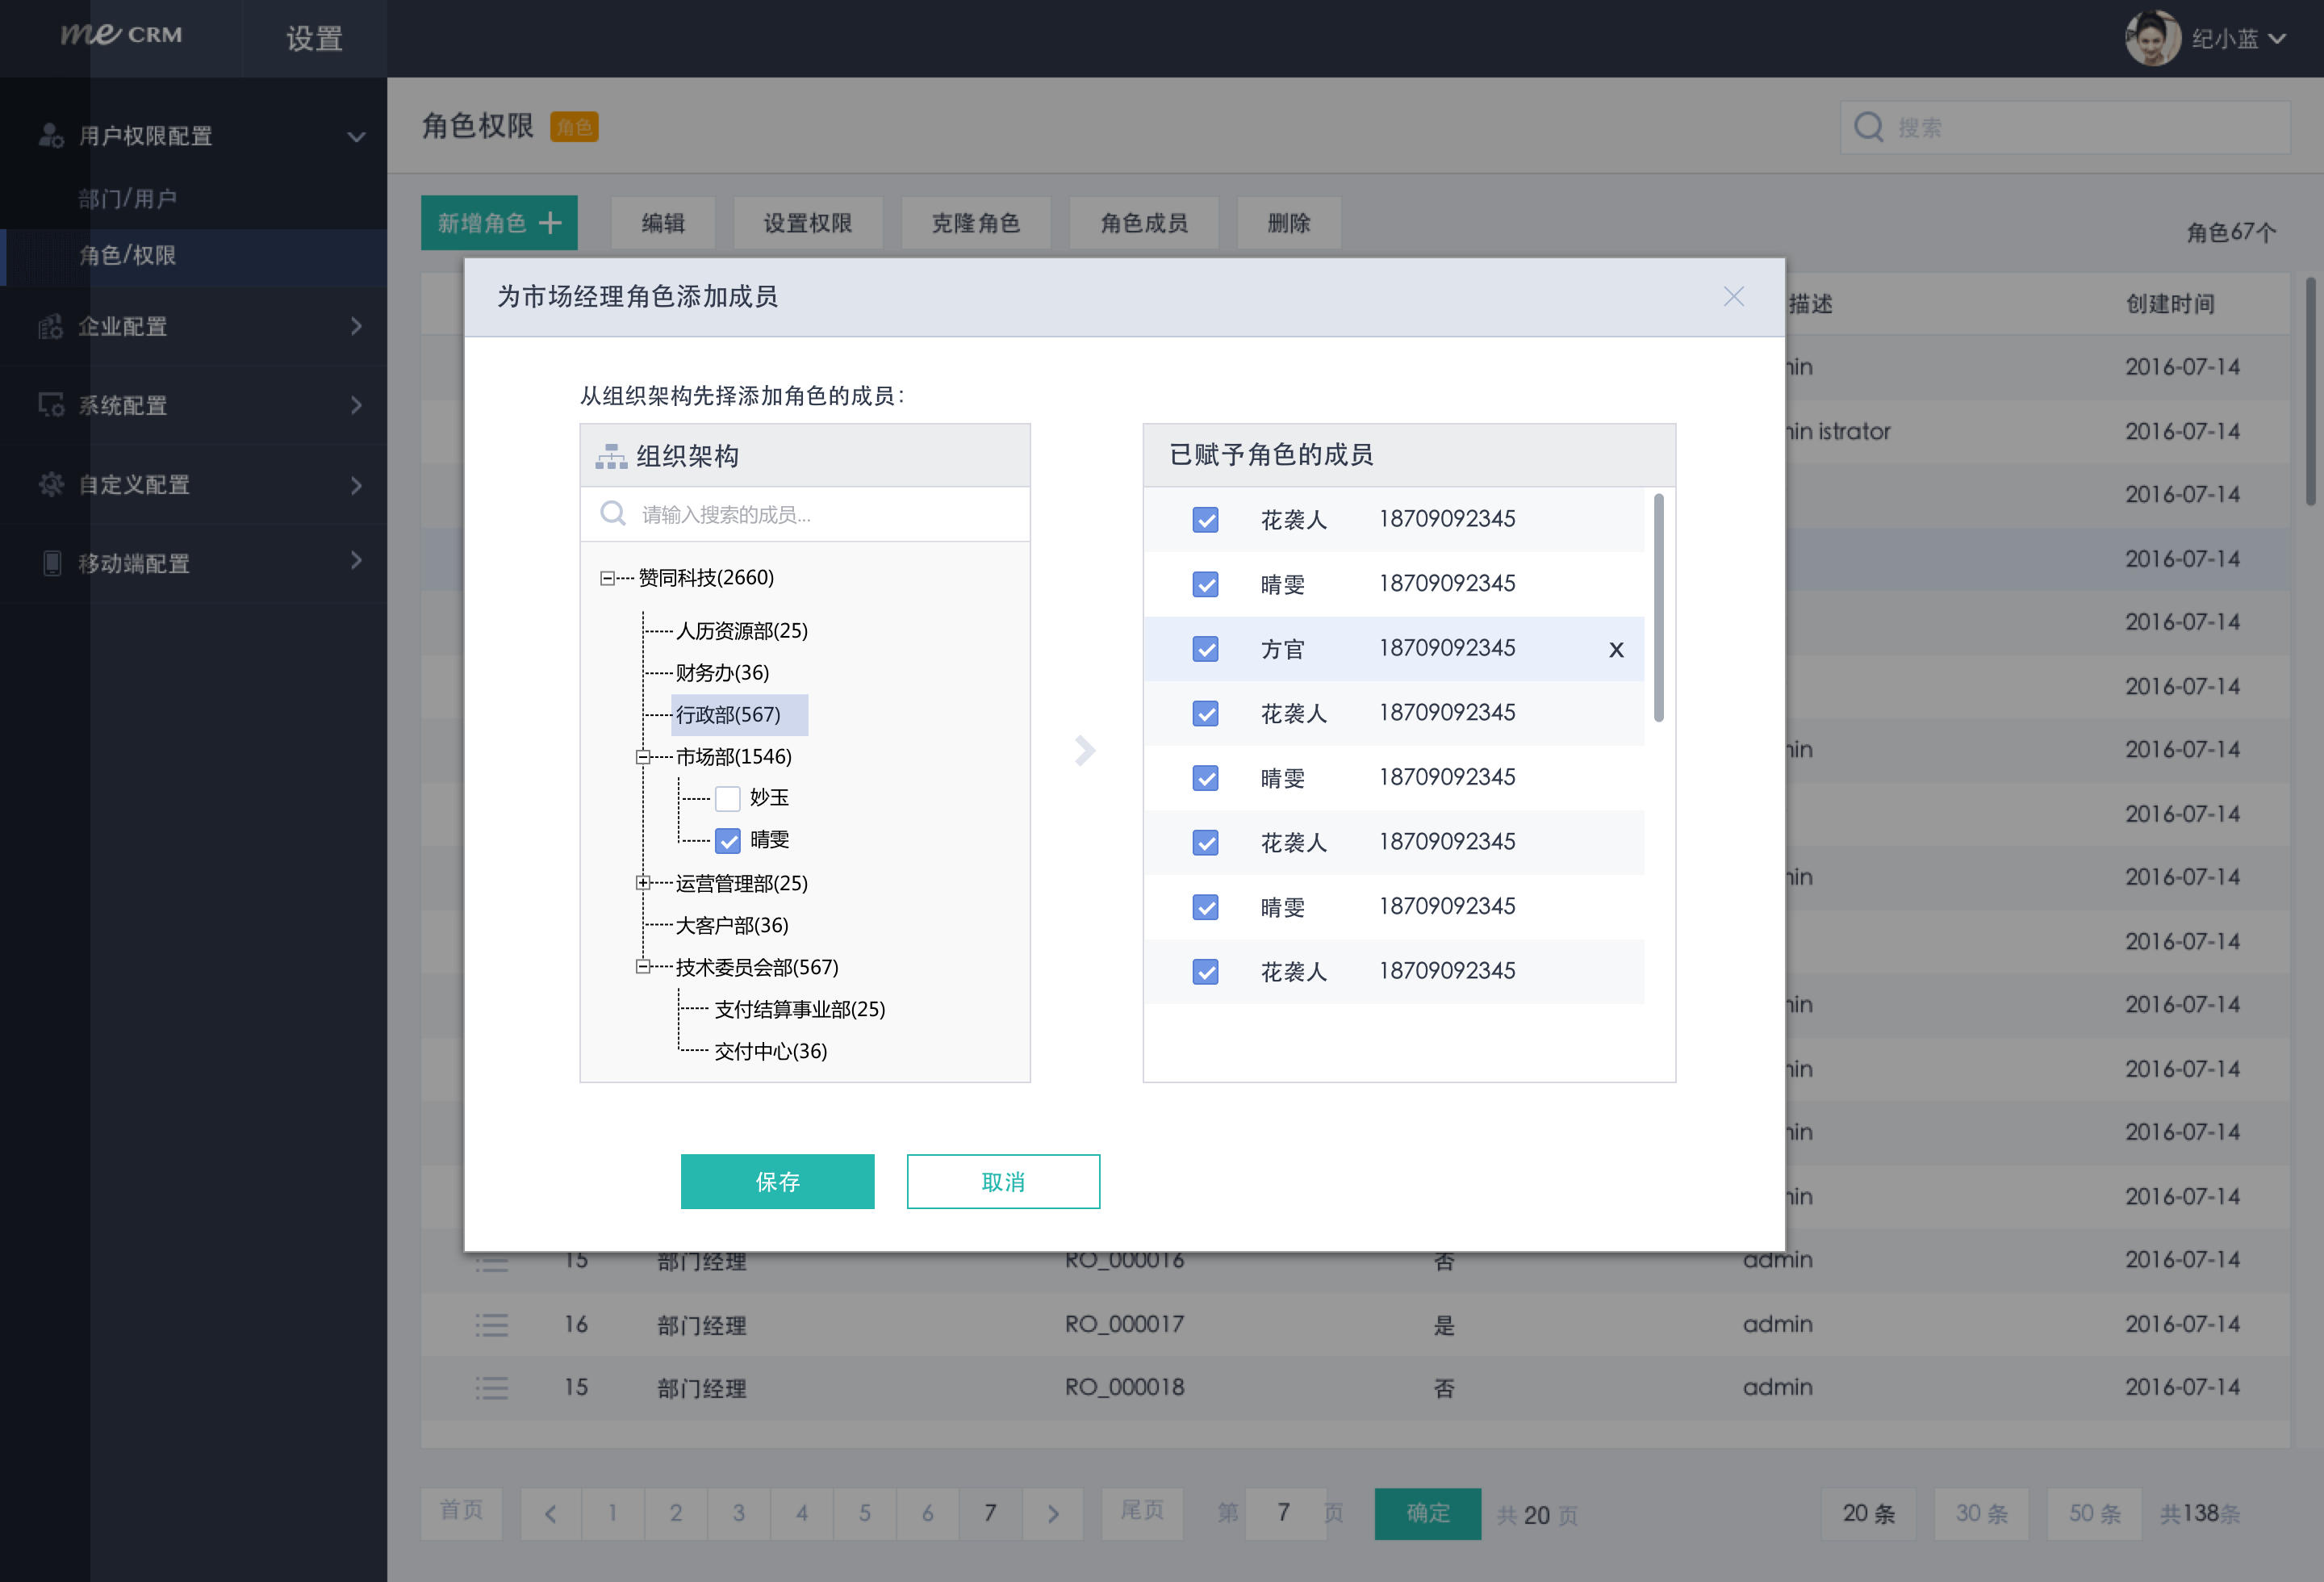 me CRM
设置
纪小蓝
用户权限配置
部门/用户
角色/权限
企业配置
系统配置
自定义配置
移动端配置
角色权限 角色
搜索
新增角色
编辑
设置权限
克隆角色
角色成员
删除
角色67个
描述
创建时间
min 2016-07-14
min istrator 2016-07-14
2016-07-14
2016-07-14
2016-07-14
2016-07-14
min 2016-07-14
2016-07-14
min 2016-07-14
2016-07-14
min 2016-07-14
min 2016-07-14
min 2016-07-14
min 2016-07-14
为市场经理角色添加成员
从组织架构先择添加角色的成员：
组织架构
请输入搜索的成员...
赞同科技(2660)
人历资源部(25)
财务办(36)
行政部(567)
市场部(1546)
妙玉
晴雯
运营管理部(25)
大客户部(36)
技术委员会部(567)
支付结算事业部(25)
交付中心(36)
已赋予角色的成员
花袭人 18709092345
晴雯 18709092345
方官 18709092345 x
花袭人 18709092345
晴雯 18709092345
花袭人 18709092345
晴雯 18709092345
花袭人 18709092345
保存
取消
15 部门经理 RO_000016 否 admin 2016-07-14
16 部门经理 RO_000017 是 admin 2016-07-14
15 部门经理 RO_000018 否 admin 2016-07-14
首页 1 2 3 4 5 6 7 尾页 第 7 页 确定 共 20 页 20 条 30 条 50 条 共138条